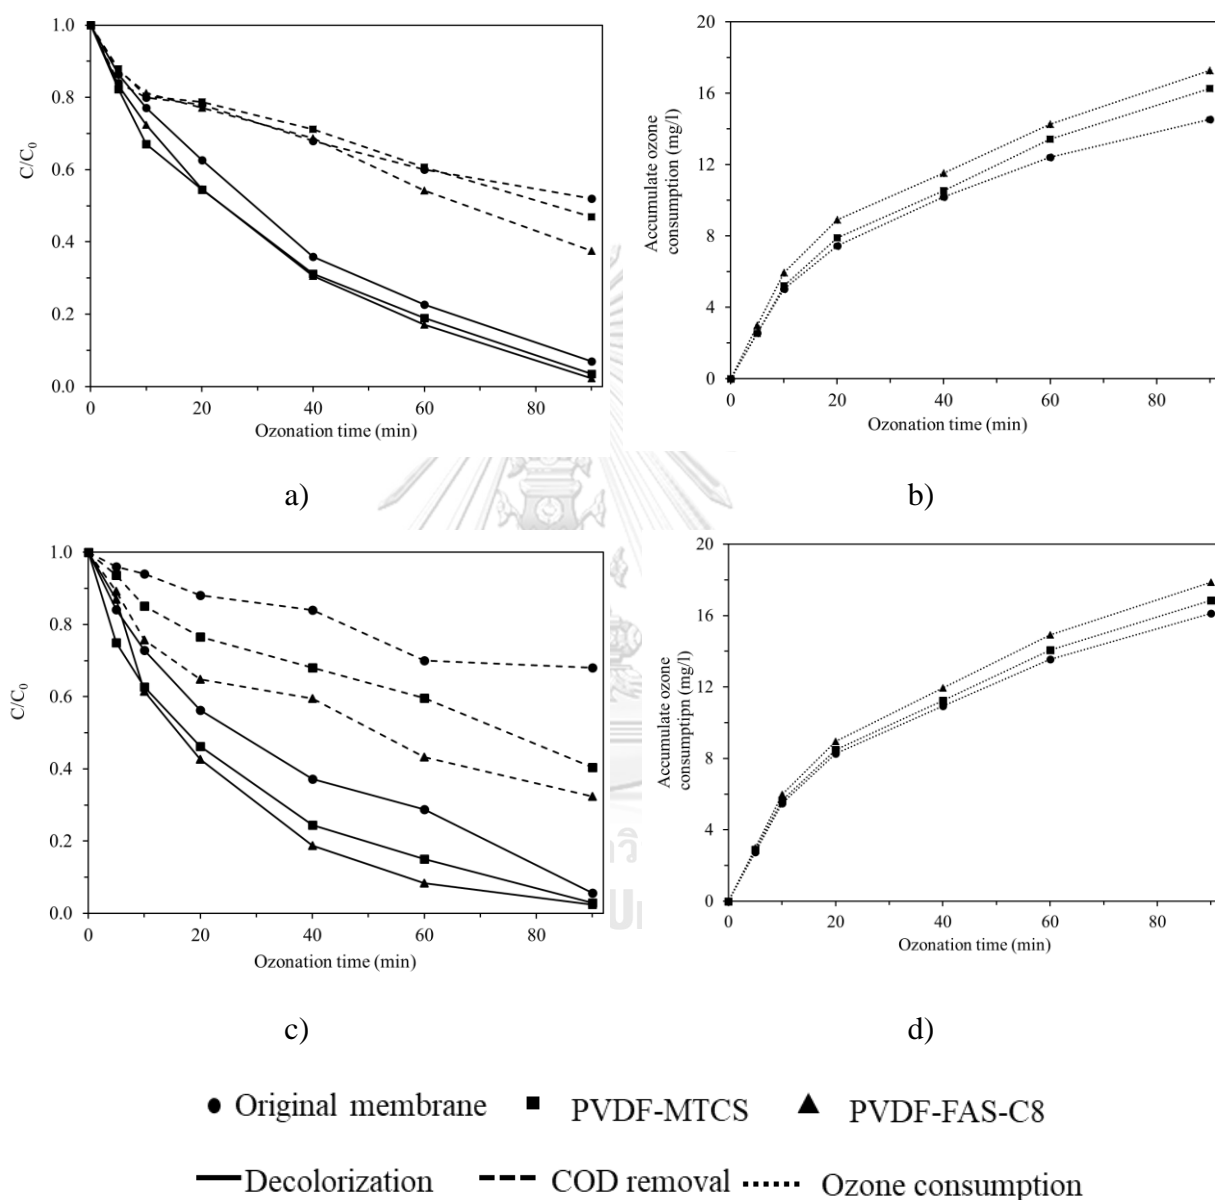 1.0
0.8
0.6
0.4
0.2
0.0
C/C0
0 20 40 60 80
Ozonation time (min)
a)
20
16
12
8
4
0
Accumulate ozone
consumption (mg/l)
0 20 40 60 80
Ozonation time (min)
b)
1.0
0.8
0.6
0.4
0.2
0.0
C/C0
0 20 40 60 80
Ozonation time (min)
c)
20
16
12
8
4
0
Accumulate ozone
consumptipn (mg/l)
0 20 40 60 80
Ozonation time (min)
d)
Original membrane PVDF-MTCS PVDF-FAS-C8
Decolorization COD removal Ozone consumption